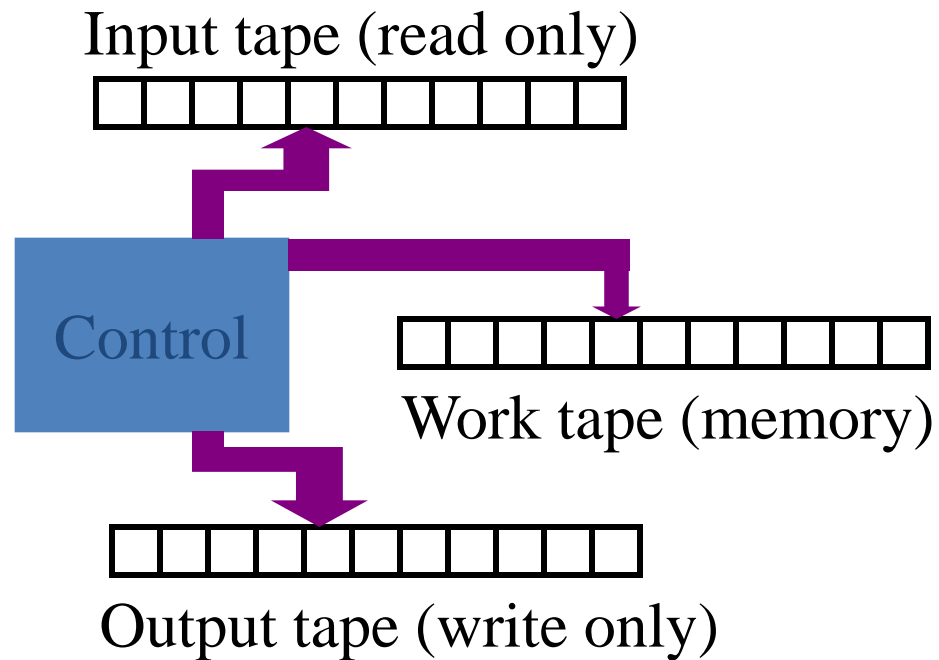 Input tape (read only)
Control
Work tape (memory)
Output tape (write only)